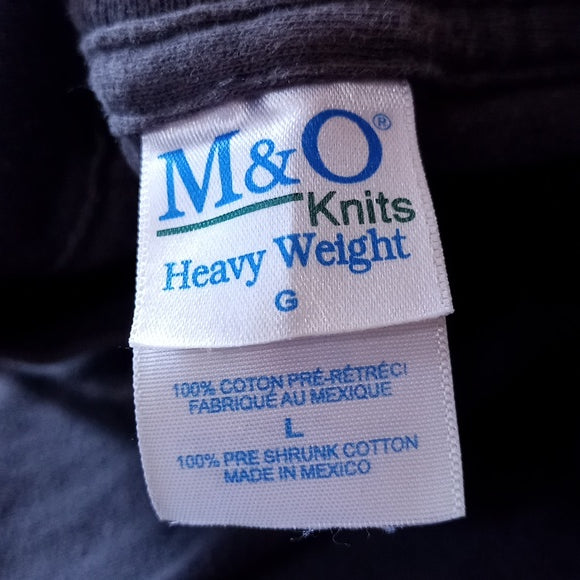 M&O®
Knits
Heavy Weight
G
100% COTON PRÉ-RÉTRÉCI
FABRIQUÉ AU MEXIQUE
L
100% PRE SHRUNK COTTON
MADE IN MEXICO